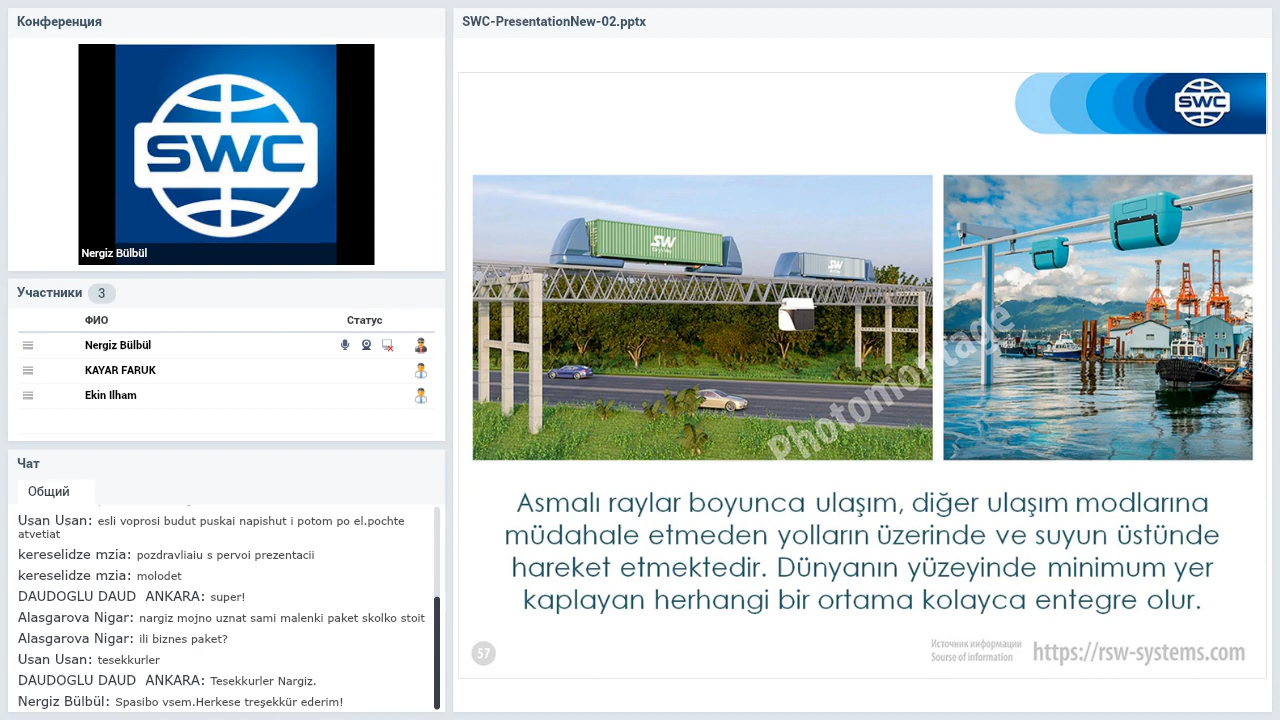 Конференция
SWC
Nergiz Bülbül
Участники 3
ФИО Статус
Nergiz Bülbül
KAYAR FARUK
Ekin Ilham
Чат
Общий
Usan Usan: esli voprosi budut puskai napishut i potom po el.pochte
atvetiat
kereselidze mzia: pozdravliaiu s pervoi prezentacii
kereselidze mzia: molodet
DAUDOGLU DAUD ANKARA: super!
Alasgarova Nigar: nargiz mojno uznat sami malenki paket skolko stoit
Alasgarova Nigar: ili biznes paket?
Usan Usan: tesekkurler
DAUDOGLU DAUD ANKARA: Tesekkurler Nargiz.
Nergiz Bülbül: Spasibo vsem.Herkese treşekkür ederim!
SWC-PresentationNew-02.pptx
SWC
SW
SW
Photomontage
Asmalı raylar boyunca ulaşım, diğer ulaşım modlarına
müdahale etmeden yolların üzerinde ve suyun üstünde
hareket etmektedir. Dünyanın yüzeyinde minimum yer
kaplayan herhangi bir ortama kolayca entegre olur.
57
Источник информации
Sourse of information
https://rsw-systems.com